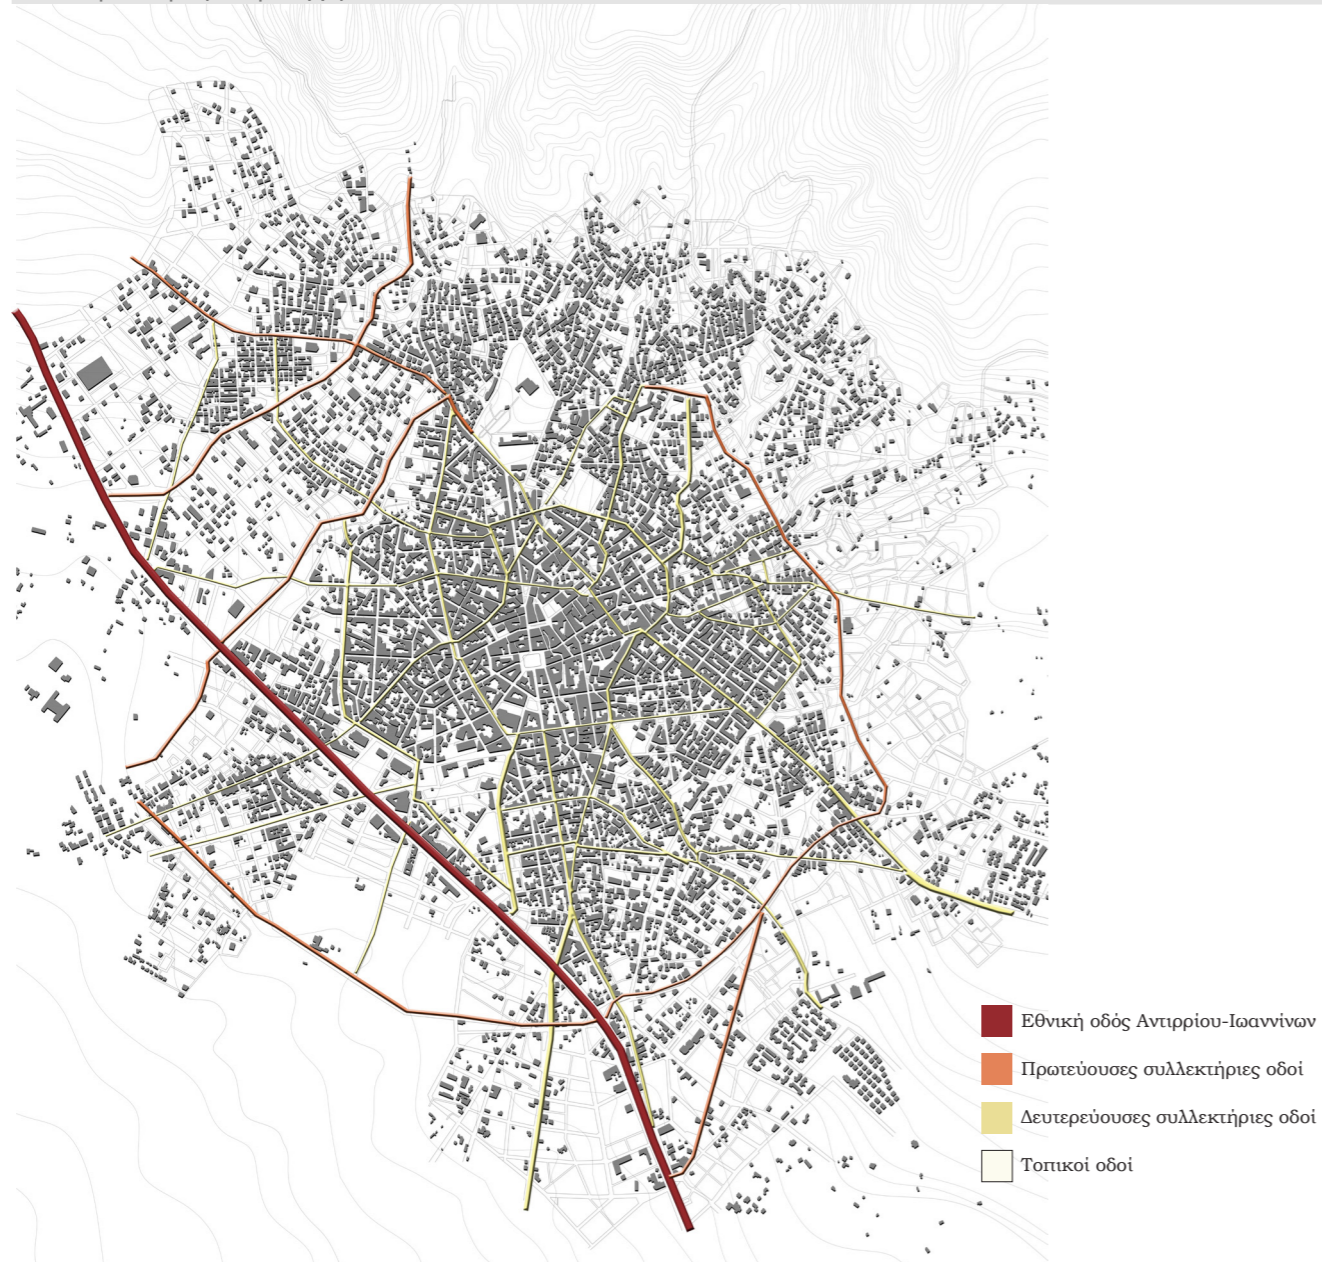 Εθνική οδός Αντιρρίου-Ιωαννίνων
Πρωτεύουσες συλλεκτήριες οδοί
Δευτερεύουσες συλλεκτήριες οδοί
Τοπικοί οδοί